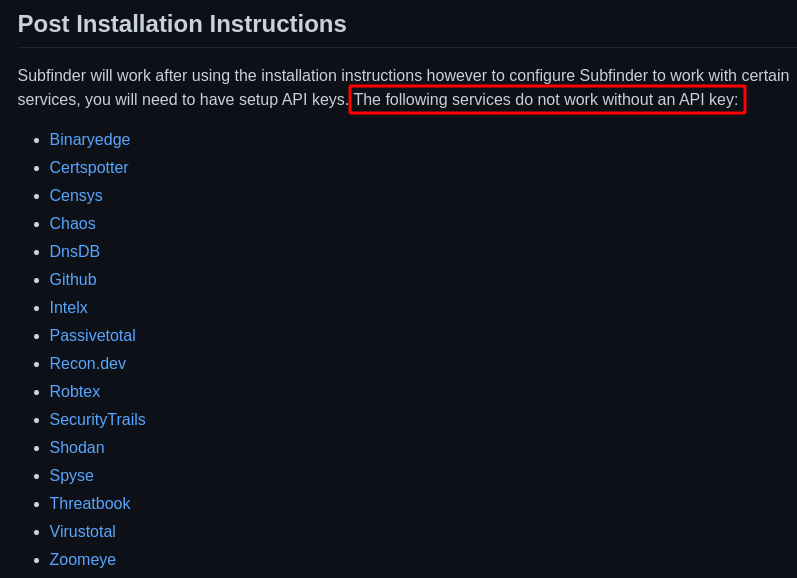 Post Installation Instructions
Subfinder will work after using the installation instructions however to configure Subfinder to work with certain
services, you will need to have setup API keys. The following services do not work without an API key:
• Binaryedge
• Certspotter
• Censys
• Chaos
• DnsDB
• Github
• Intelx
• Passivetotal
• Recon.dev
• Robtex
• SecurityTrails
• Shodan
• Spyse
• Threatbook
• Virustotal
• Zoomeye